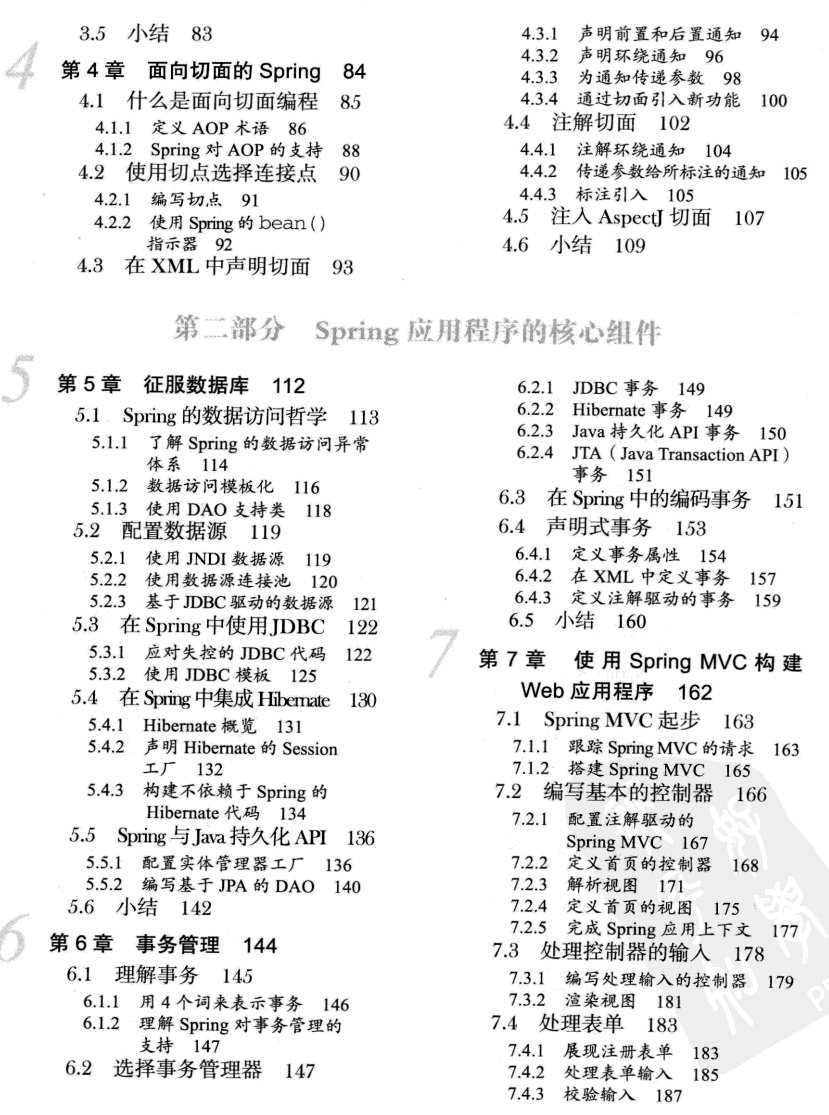 3.5 小结 83
4
第 4 章 面向切面的 Spring 84
4.1 什么是面向切面编程 85
4.1.1 定义 AOP 术语 86
4.1.2 Spring 对 AOP 的支持 88
4.2 使用切点选择连接点 90
4.2.1 编写切点 91
4.2.2 使用 Spring 的 bean()
指示器 92
4.3 在 XML 中声明切面 93
4.3.1 声明前置和后置通知 94
4.3.2 声明环绕通知 96
4.3.3 为通知传递参数 98
4.3.4 通过切面引入新功能 100
4.4 注解切面 102
4.4.1 注解环绕通知 104
4.4.2 传递参数给所标注的通知 105
4.4.3 标注引入 105
4.5 注入 AspectJ 切面 107
4.6 小结 109
第二部分 Spring 应用程序的核心组件
5
第 5 章 征服数据库 112
5.1 Spring 的数据访问哲学 113
5.1.1 了解 Spring 的数据访问异常
体系 114
5.1.2 数据访问模板化 116
5.1.3 使用 DAO 支持类 118
5.2 配置数据源 119
5.2.1 使用 JNDI 数据源 119
5.2.2 使用数据源连接池 120
5.2.3 基于 JDBC 驱动的数据源 121
5.3 在 Spring 中使用 JDBC 122
5.3.1 应对失控的 JDBC 代码 122
5.3.2 使用 JDBC 模板 125
5.4 在 Spring 中集成 Hibernate 130
5.4.1 Hibernate 概览 131
5.4.2 声明 Hibernate 的 Session
工厂 132
5.4.3 构建不依赖于 Spring 的
Hibernate 代码 134
5.5 Spring 与 Java 持久化 API 136
5.5.1 配置实体管理器工厂 136
5.5.2 编写基于 JPA 的 DAO 140
5.6 小结 142
6
第 6 章 事务管理 144
6.1 理解事务 145
6.1.1 用 4 个词来表示事务 146
6.1.2 理解 Spring 对事务管理的
支持 147
6.2 选择事务管理器 147
6.2.1 JDBC 事务 149
6.2.2 Hibernate 事务 149
6.2.3 Java 持久化 API 事务 150
6.2.4 JTA（Java Transaction API）
事务 151
6.3 在 Spring 中的编码事务 151
6.4 声明式事务 153
6.4.1 定义事务属性 154
6.4.2 在 XML 中定义事务 157
6.4.3 定义注解驱动的事务 159
6.5 小结 160
7
第 7 章 使用 Spring MVC 构建
Web 应用程序 162
7.1 Spring MVC 起步 163
7.1.1 跟踪 Spring MVC 的请求 163
7.1.2 搭建 Spring MVC 165
7.2 编写基本的控制器 166
7.2.1 配置注解驱动的
Spring MVC 167
7.2.2 定义首页的控制器 168
7.2.3 解析视图 171
7.2.4 定义首页的视图 175
7.2.5 完成 Spring 应用上下文 177
7.3 处理控制器的输入 178
7.3.1 编写处理输入的控制器 179
7.3.2 渲染视图 181
7.4 处理表单 183
7.4.1 展现注册表单 183
7.4.2 处理表单输入 185
7.4.3 校验输入 187